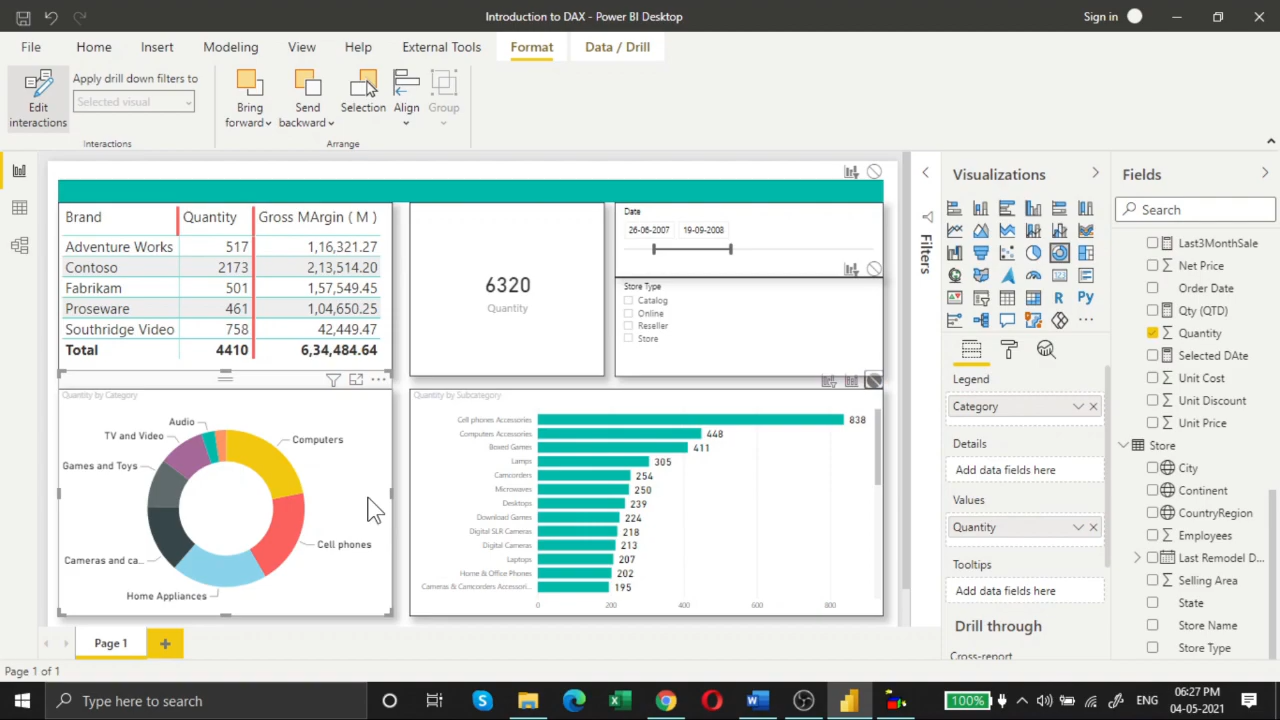 Introduction to DAX - Power BI Desktop
Sign in
File Home Insert Modeling View Help External Tools Format Data / Drill
Edit interactions
Apply drill down filters to
Selected visual
Bring forward
Send backward
Selection
Align
Group
Interactions
Arrange
Brand Quantity Gross MArgin ( M )
Adventure Works 517 1,16,321.27
Contoso 2173 2,13,514.20
Fabrikam 501 1,57,549.45
Proseware 461 1,04,650.25
Southridge Video 758 42,449.47
Total 4410 6,34,484.64
6320
Quantity
Date
26-06-2007 19-09-2008
Store Type
Catalog
Online
Reseller
Store
Quantity by Category
Audio
TV and Video
Computers
Games and Toys
Cell phones
Cameras and ca...
Home Appliances
Quantity by Subcategory
Cell phones Accessories 838
Computers Accessories 448
Boxed Games 411
Lamps 305
Camcorders 254
Microwaves 250
Desktops 239
Download Games 224
Digital SLR Cameras 218
Digital Cameras 213
Laptops 207
Home & Office Phones 202
Cameras & Camcorders Accessori... 195
0 200 400 600 800
Filters
Visualizations
R Py
Legend
Category
Details
Add data fields here
Values
Quantity
Tooltips
Add data fields here
Drill through
Cross-report
Fields
Search
Last3MonthSale
Net Price
Order Date
Qty (QTD)
Quantity
Selected DAte
Unit Cost
Unit Discount
Unit Price
Store
City
Continent
CountryRegion
Employees
Last Remodel D...
Selling Area
State
Store Name
Store Type
Page 1
Page 1 of 1
Type here to search
100%
ENG
06:27 PM
04-05-2021